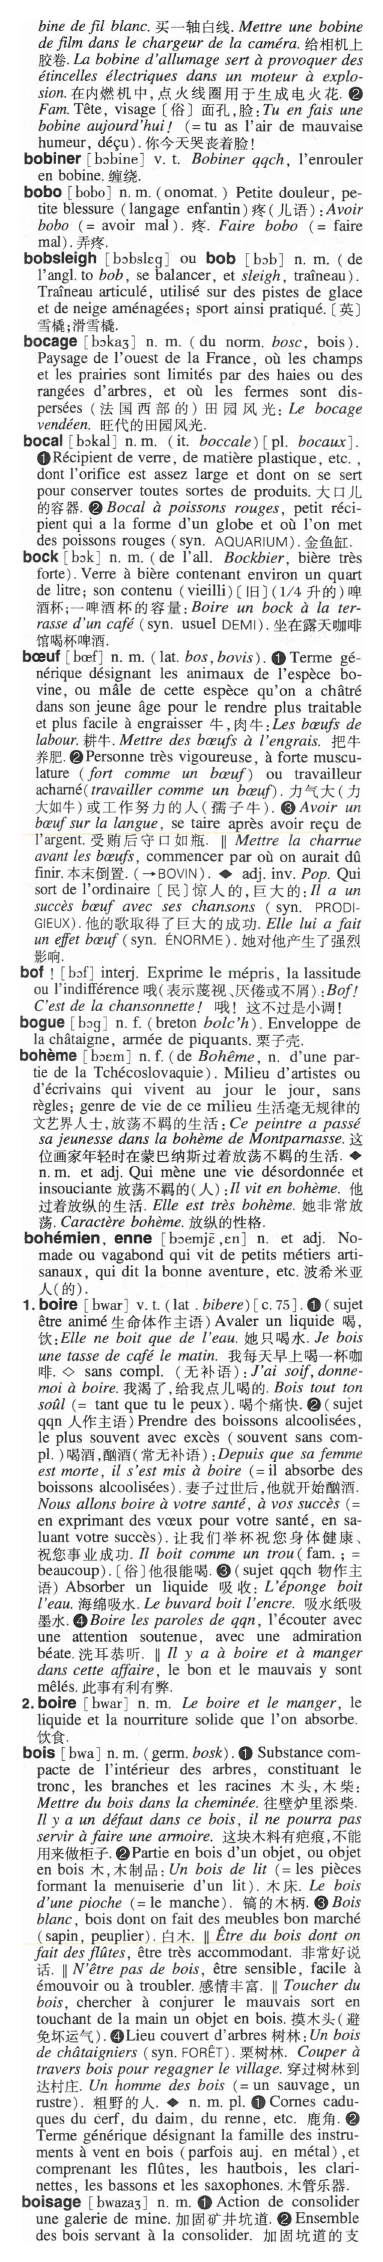 bine de fil blanc. 买一轴白线. Mettre une bobine
de film dans le chargeur de la caméra. 给相机上
胶卷. La bobine d'allumage sert à provoquer des
étincelles électriques dans un moteur à explo-
sion. 在内燃机中,点火线圈用于生成电火花. ❷
Fam. Tête, visage [俗] 面孔,脸:Tu en fais une
bobine aujourd'hui! (= tu as l'air de mauvaise
humeur, déçu). 你今天哭丧着脸!
bobiner [bɔbine] v. t. Bobiner qqch, l'enrouler
en bobine. 缠绕.
bobo [bobo] n. m. (onomat.) Petite douleur, pe-
tite blessure (langage enfantin) 疼(儿语):Avoir
bobo (= avoir mal). 疼. Faire bobo (= faire
mal). 弄疼.
bobsleigh [bɔbslɛg] ou bob [bɔb] n. m. (de
l'angl. to bob, se balancer, et sleigh, traîneau).
Traîneau articulé, utilisé sur des pistes de glace
et de neige aménagées; sport ainsi pratiqué. [英]
雪橇;滑雪橇.
bocage [bɔkaʒ] n. m. (du norm. bosc, bois).
Paysage de l'ouest de la France, où les champs
et les prairies sont limités par des haies ou des
rangées d'arbres, et où les fermes sont dis-
persées (法国西部的) 田园风光: Le bocage
vendéen. 旺代的田园风光.
bocal [bɔkal] n. m. (it. boccale) [pl. bocaux].
❶Récipient de verre, de matière plastique, etc.,
dont l'orifice est assez large et dont on se sert
pour conserver toutes sortes de produits. 大口儿
的容器. ❷ Bocal à poissons rouges, petit réci-
pient qui a la forme d'un globe et où l'on met
des poissons rouges (syn. AQUARIUM). 金鱼缸.
bock [bɔk] n. m. (de l'all. Bockbier, bière très
forte). Verre à bière contenant environ un quart
de litre; son contenu (vieilli) [旧] (1/4 升的) 啤
酒杯;一啤酒杯的容量:Boire un bock à la ter-
rasse d'un café (syn. usuel DEMI). 坐在露天咖啡
馆喝杯啤酒.
bœuf [bœf] n. m. (lat. bos,bovis). ❶ Terme gé-
nérique désignant les animaux de l'espèce bo-
vine, ou mâle de cette espèce qu'on a châtré
dans son jeune âge pour le rendre plus traitable
et plus facile à engraisser 牛,肉牛:Les bœufs de
labour. 耕牛. Mettre des bœufs à l'engrais. 把牛
养肥. ❷Personne très vigoureuse, à forte muscu-
lature (fort comme un bœuf) ou travailleur
acharné(travailler comme un bœuf). 力气大(力
大如牛)或工作努力的人(孺子牛). ❸ Avoir un
bœuf sur la langue, se taire après avoir reçu de
l'argent. 受贿后守口如瓶. ‖ Mettre la charrue
avant les bœufs, commencer par où on aurait dû
finir. 本末倒置. (→BOVIN). ◆ adj. inv. Pop. Qui
sort de l'ordinaire [民]惊人的,巨大的:Il a un
succès bœuf avec ses chansons (syn. PRODI-
GIEUX). 他的歌取得了巨大的成功. Elle lui a fait
un effet bœuf (syn. ÉNORME). 她对他产生了强烈
影响.
bof ! [bɔf] interj. Exprime le mépris, la lassitude
ou l'indifférence 哦(表示蔑视、厌倦或不屑):Bof!
C'est de la chansonnette! 哦! 这不过是小调!
bogue [bɔg] n. f. (breton bolc'h). Enveloppe de
la châtaigne, armée de piquants. 栗子壳.
bohème [bɔɛm] n. f. (de Bohême, n. d'une par-
tie de la Tchécoslovaquie). Milieu d'artistes ou
d'écrivains qui vivent au jour le jour, sans
règles; genre de vie de ce milieu 生活毫无规律的
文艺界人士,放荡不羁的生活: Ce peintre a passé
sa jeunesse dans la bohème de Montparnasse. 这
位画家年轻时在蒙巴纳斯过着放荡不羁的生活. ◆
n. m. et adj. Qui mène une vie désordonnée et
insouciante 放荡不羁的(人):Il vit en bohème. 他
过着放纵的生活. Elle est très bohème. 她非常放
荡. Caractère bohème. 放纵的性格.
bohémien, enne [bɔemjɛ̃,ɛn] n. et adj. No-
made ou vagabond qui vit de petits métiers arti-
sanaux, qui dit la bonne aventure, etc. 波希米亚
人(的).
1. boire [bwar] v. t. (lat. bibere) [c. 75]. ❶ (sujet
être animé 生命体作主语) Avaler un liquide 喝,
饮:Elle ne boit que de l'eau. 她只喝水. Je bois
une tasse de café le matin. 我每天早上喝一杯咖
啡. ◇ sans compl. (无补语):J'ai soif, donne-
moi à boire. 我渴了,给我点儿喝的. Bois tout ton
soûl (= tant que tu le peux). 喝个痛快. ❷ (sujet
qqn 人作主语) Prendre des boissons alcoolisées,
le plus souvent avec excès (souvent sans com-
pl.)喝酒,酗酒(常无补语):Depuis que sa femme
est morte, il s'est mis à boire (= il absorbe des
boissons alcoolisées). 妻子过世后,他就开始酗酒.
Nous allons boire à votre santé, à vos succès (=
en exprimant des vœux pour votre santé, en sa-
luant votre succès). 让我们举杯祝您身体健康、
祝您事业成功. Il boit comme un trou (fam.; =
beaucoup). [俗]他很能喝. ❸ (sujet qqch 物作主
语) Absorber un liquide 吸收: L'éponge boit
l'eau. 海绵吸水. Le buvard boit l'encre. 吸水纸吸
墨水. ❹Boire les paroles de qqn, l'écouter avec
une attention soutenue, avec une admiration
béate. 洗耳恭听. ‖ Il y a à boire et à manger
dans cette affaire, le bon et le mauvais y sont
mêlés. 此事有利有弊.
2. boire [bwar] n. m. Le boire et le manger, le
liquide et la nourriture solide que l'on absorbe.
饮食.
bois [bwa] n. m. (germ. bosk). ❶ Substance com-
pacte de l'intérieur des arbres, constituant le
tronc, les branches et les racines 木头,木柴:
Mettre du bois dans la cheminée. 往壁炉里添柴.
Il y a un défaut dans ce bois, il ne pourra pas
servir à faire une armoire. 这块木料有疤痕,不能
用来做柜子. ❷Partie en bois d'un objet, ou objet
en bois 木,木制品: Un bois de lit (= les pièces
formant la menuiserie d'un lit). 木床. Le bois
d'une pioche (= le manche). 镐的木柄. ❸ Bois
blanc, bois dont on fait des meubles bon marché
(sapin, peuplier). 白木. ‖ Être du bois dont on
fait des flûtes, être très accommodant. 非常好说
话. ‖ N'être pas de bois, être sensible, facile à
émouvoir ou à troubler. 感情丰富. ‖ Toucher du
bois, chercher à conjurer le mauvais sort en
touchant de la main un objet en bois. 摸木头(避
免坏运气). ❹Lieu couvert d'arbres 树林:Un bois
de châtaigniers (syn. FORÊT). 栗树林. Couper à
travers bois pour regagner le village. 穿过树林到
达村庄. Un homme des bois (= un sauvage, un
rustre). 粗野的人. ◆ n. m. pl. ❶ Cornes cadu-
ques du cerf, du daim, du renne, etc. 鹿角. ❷
Terme générique désignant la famille des instru-
ments à vent en bois (parfois auj. en métal), et
comprenant les flûtes, les hautbois, les clari-
nettes, les bassons et les saxophones. 木管乐器.
boisage [bwazaʒ] n. m. ❶ Action de consolider
une galerie de mine. 加固矿井坑道. ❷ Ensemble
des bois servant à la consolider. 加固坑道的支